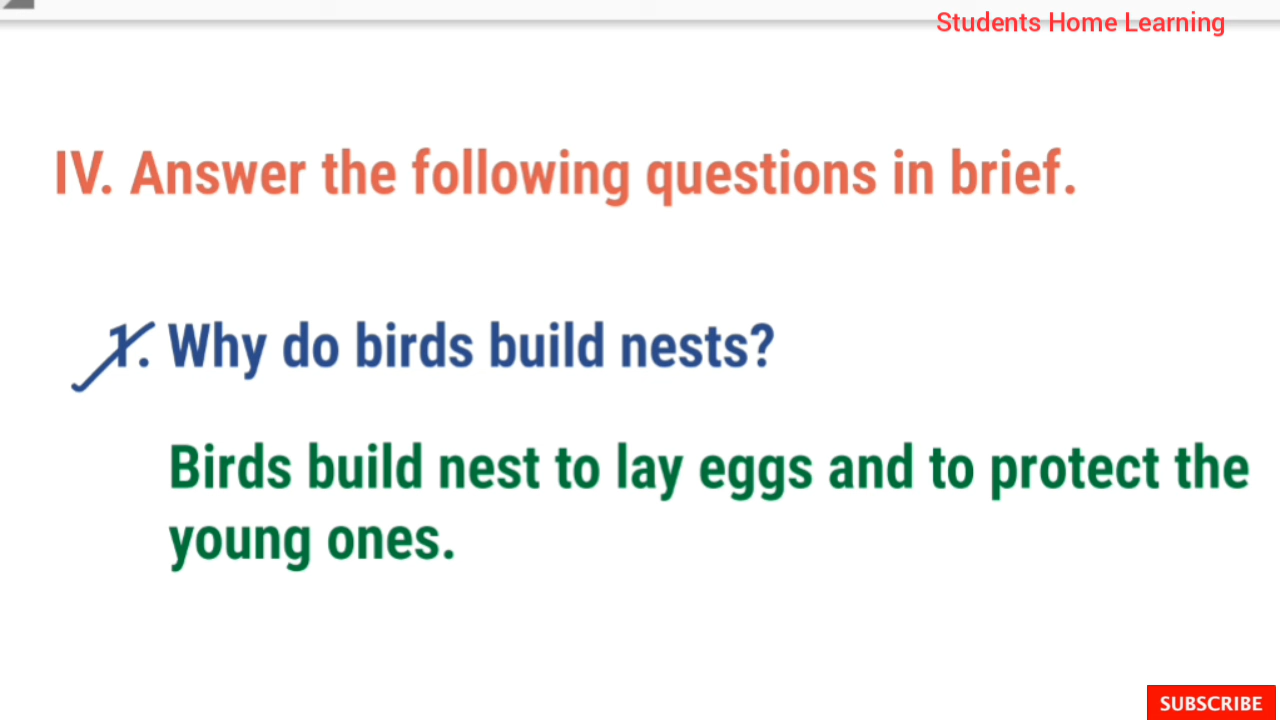 Students Home Learning
IV. Answer the following questions in brief.
1. Why do birds build nests?
Birds build nest to lay eggs and to protect the
young ones.
SUBSCRIBE